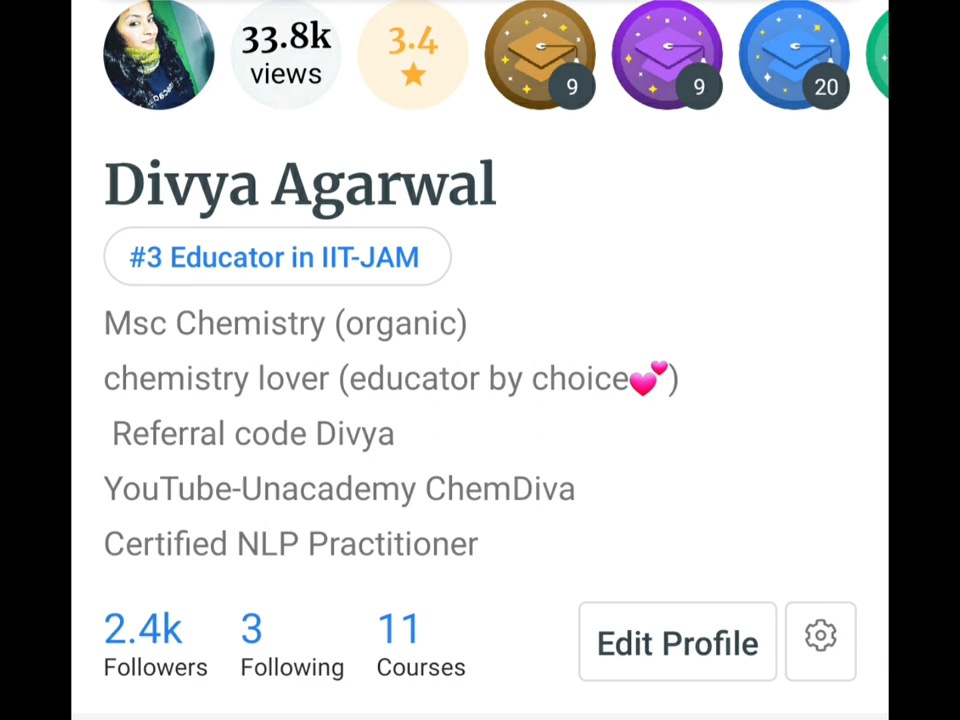 33.8k
views
3.4
9
9
20
Divya Agarwal
#3 Educator in IIT-JAM
Msc Chemistry (organic)
chemistry lover (educator by choice💕)
Referral code Divya
YouTube-Unacademy ChemDiva
Certified NLP Practitioner
2.4k
Followers
3
Following
11
Courses
Edit Profile